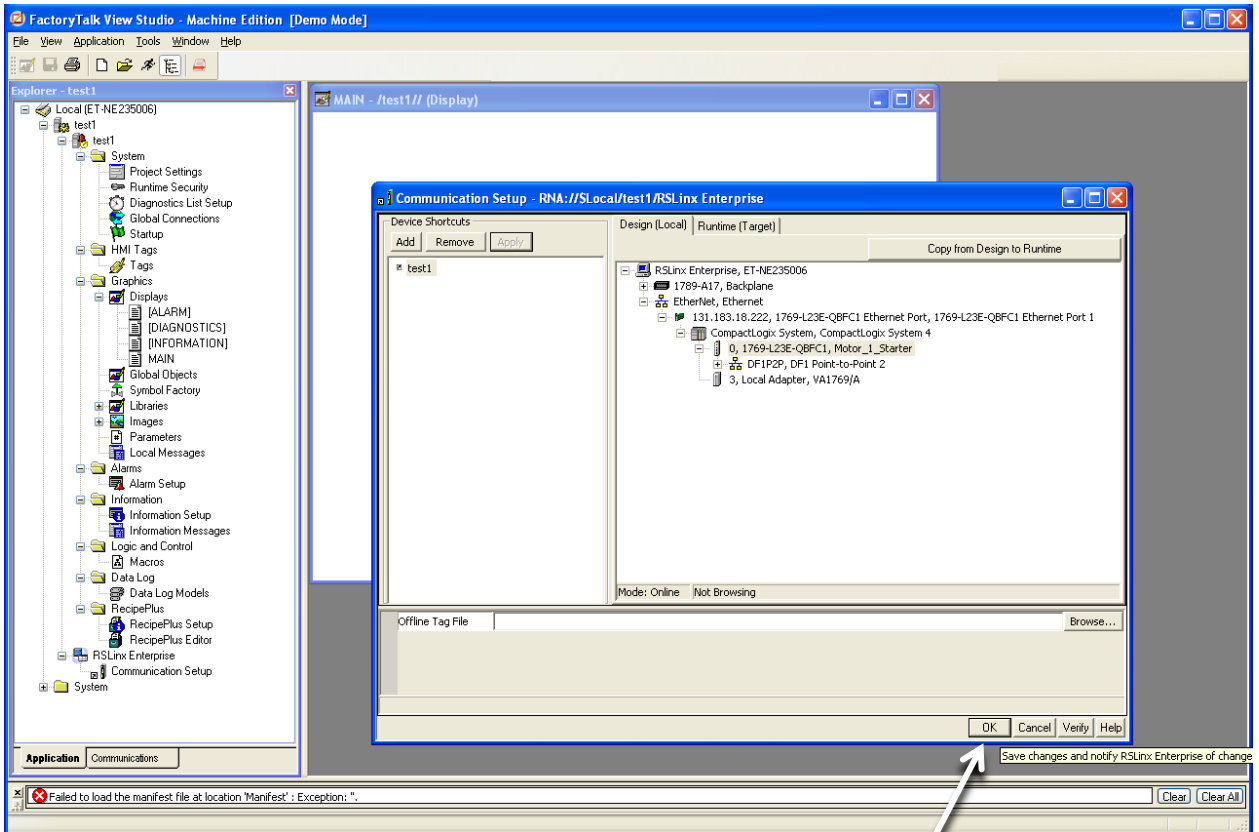 FactoryTalk View Studio - Machine Edition  [Demo Mode]
File View Application Tools Window Help
Explorer - test1
Local (ET-NE235006)
test1
test1
System
Project Settings
Runtime Security
Diagnostics List Setup
Global Connections
Startup
HMI Tags
Tags
Graphics
Displays
[ALARM]
[DIAGNOSTICS]
[INFORMATION]
MAIN
Global Objects
Symbol Factory
Libraries
Images
Parameters
Local Messages
Alarms
Alarm Setup
Information
Information Setup
Information Messages
Logic and Control
Macros
Data Log
Data Log Models
RecipePlus
RecipePlus Setup
RecipePlus Editor
RSLinx Enterprise
Communication Setup
System
Application Communications
MAIN - /test1// (Display)
Communication Setup - RNA://$Local/test1/RSLinx Enterprise
Device Shortcuts
Add Remove Apply
test1
Design (Local) Runtime (Target)
Copy from Design to Runtime
RSLinx Enterprise, ET-NE235006
1789-A17, Backplane
EtherNet, Ethernet
131.183.18.222, 1769-L23E-QBFC1 Ethernet Port, 1769-L23E-QBFC1 Ethernet Port 1
CompactLogix System, CompactLogix System 4
0, 1769-L23E-QBFC1, Motor_1_Starter
DF1P2P, DF1 Point-to-Point 2
3, Local Adapter, VA1769/A
Mode: Online Not Browsing
Offline Tag File Browse...
OK Cancel Verify Help
Save changes and notify RSLinx Enterprise of change
Failed to load the manifest file at location 'Manifest' : Exception: ''. Clear Clear All